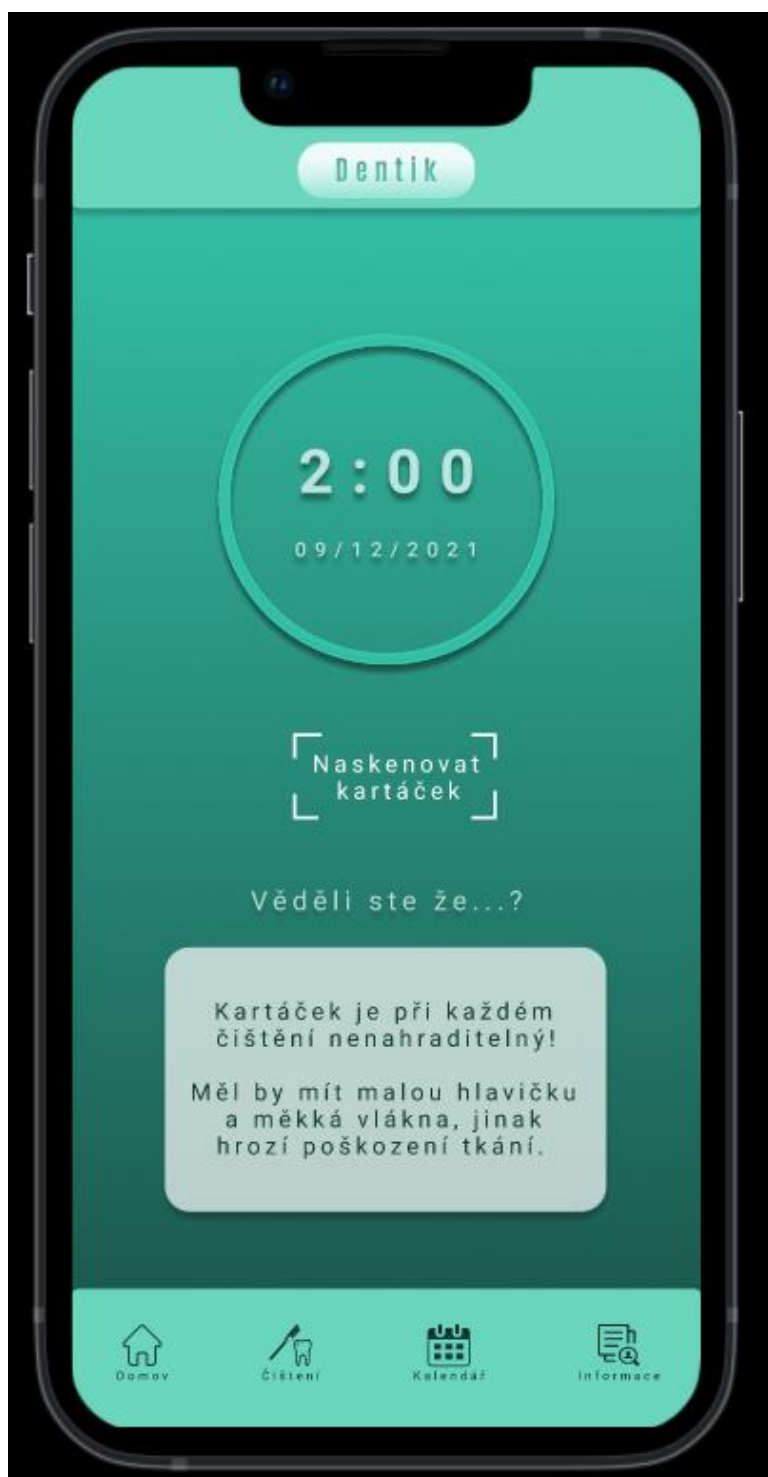 Dentik
2:00
09/12/2021
Naskenovat
kartáček
Věděli ste že...?
Kartáček je při každém
čištění nenahraditelný!
Měl by mít malou hlavičku
a měkká vlákna, jinak
hrozí poškození tkání.
Domov Čištení Kalendář Informace